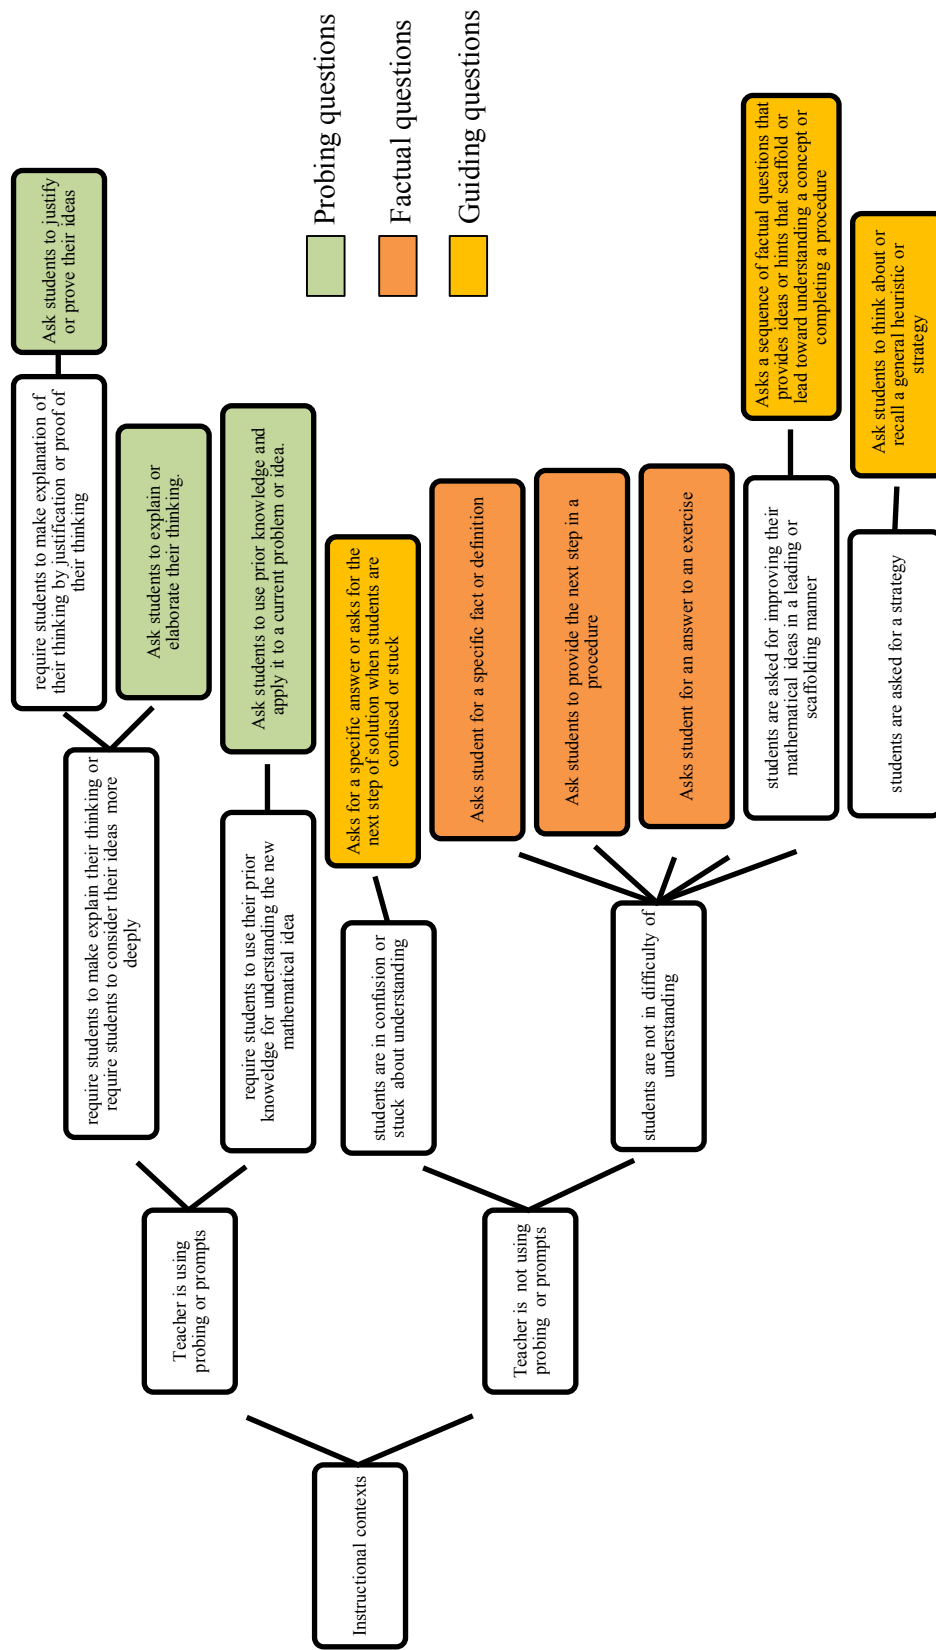 Instructional contexts
Teacher is using
probing or prompts
Teacher is  not using
probing  or prompts
require students to make explain their thinking or
require students to consider their ideas more
deeply
require students to use their prior
knoweldge for understanding the new
mathematical idea
students are in confusion or
stuck  about understanding
students are not in difficulty of
understanding
require students to make explanation of
their thinking by justification or proof of
their thinking
Ask students to explain or
elaborate their thinking.
Ask students to use prior knowledge and
apply it to a current problem or idea.
Asks for a specific answer or asks for the
next step of solution when students are
confused or stuck
Asks student for a specific fact or definition
Ask students to provide the next step in a
procedure
Asks student for an answer to an exercise
students are asked for improving their
mathematical ideas in a leading or
scaffolding manner
students are asked for a strategy
Ask students to justify
or prove their ideas
Asks a sequence of factual questions that
provides ideas or hints that scaffold or
lead toward understanding a concept or
completing a procedure
Ask students to think about or
recall a general heuristic or
strategy
Probing questions
Factual questions
Guiding questions